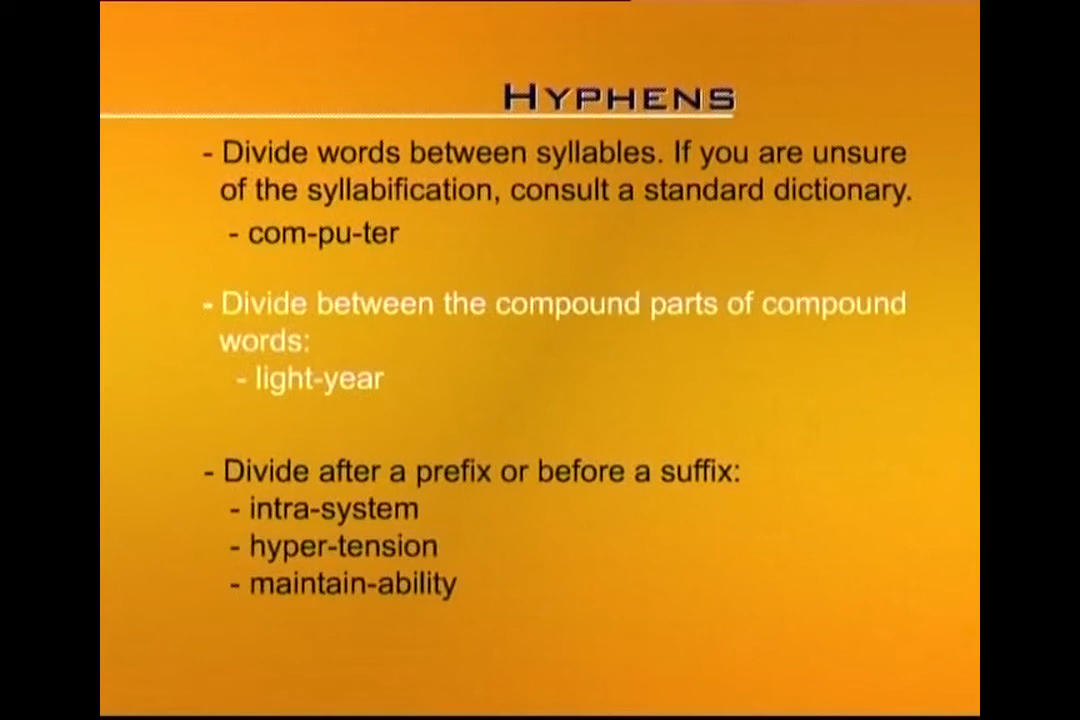 HYPHENS
- Divide words between syllables. If you are unsure
of the syllabification, consult a standard dictionary.
- com-pu-ter
- Divide between the compound parts of compound
words:
- light-year
- Divide after a prefix or before a suffix:
- intra-system
- hyper-tension
- maintain-ability